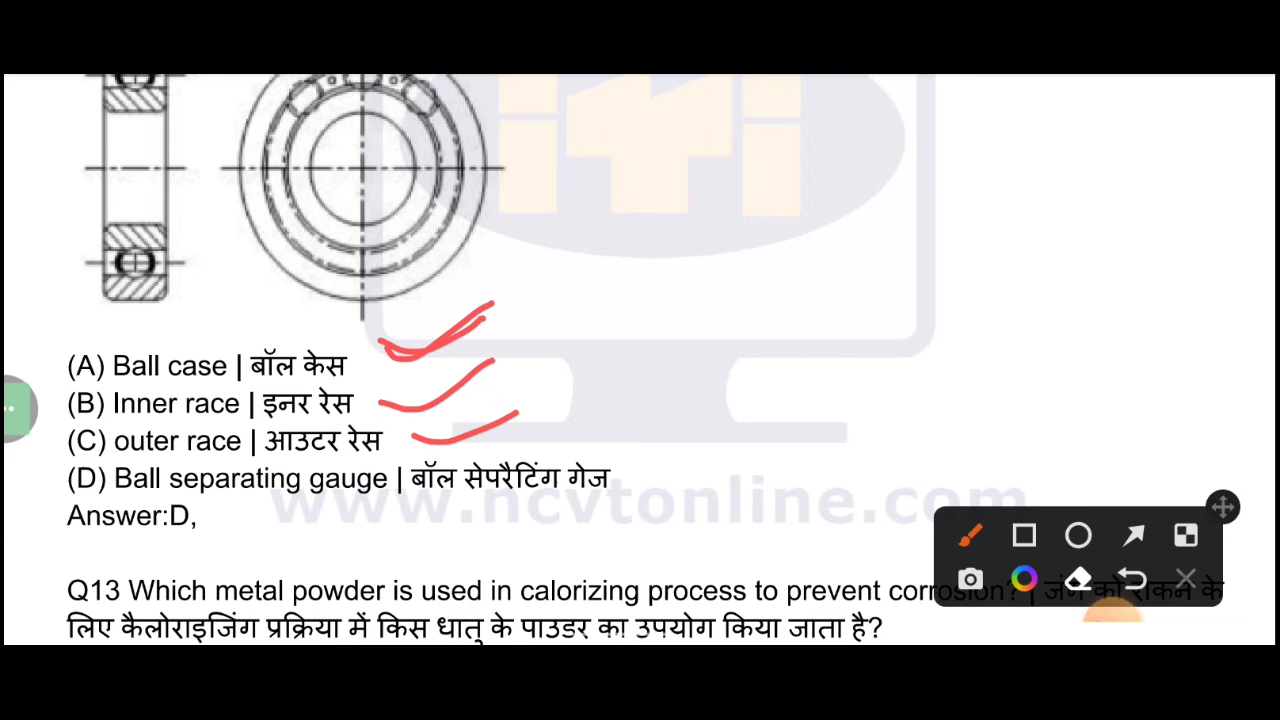 (A) Ball case | बॉल केस
(B) Inner race | इनर रेस
(C) outer race | आउटर रेस
(D) Ball separating gauge | बॉल सेपरैटिंग गेज
www.ncvtonline.com
Answer:D,
Q13 Which metal powder is used in calorizing process to prevent corrosion? | जंग को रोकने के
लिए कैलोराइजिंग प्रक्रिया में किस धातु के पाउडर का उपयोग किया जाता है?